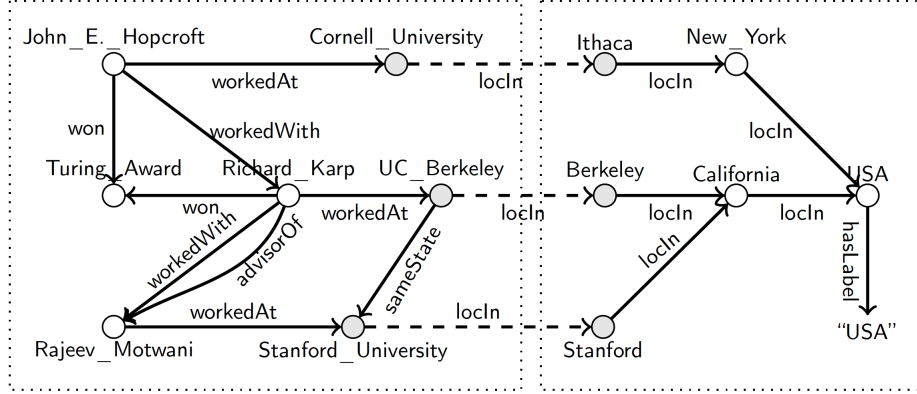 John_E._Hopcroft
Cornell_University
Ithaca
New_York
workedAt
locIn
locIn
won
workedWith
locIn
Turing_Award
Richard_Karp
UC_Berkeley
Berkeley
California
USA
won
workedAt
locIn
locIn
locIn
workedWith
advisorOf
sameState
locIn
hasLabel
workedAt
locIn
Rajeev_Motwani
Stanford_University
Stanford
“USA”